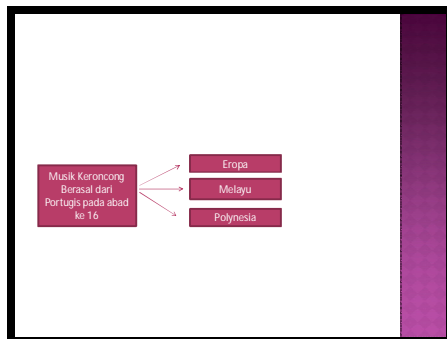 Musik Keroncong
Berasal dari
Portugis pada abad
ke 16
Eropa
Melayu
Polynesia